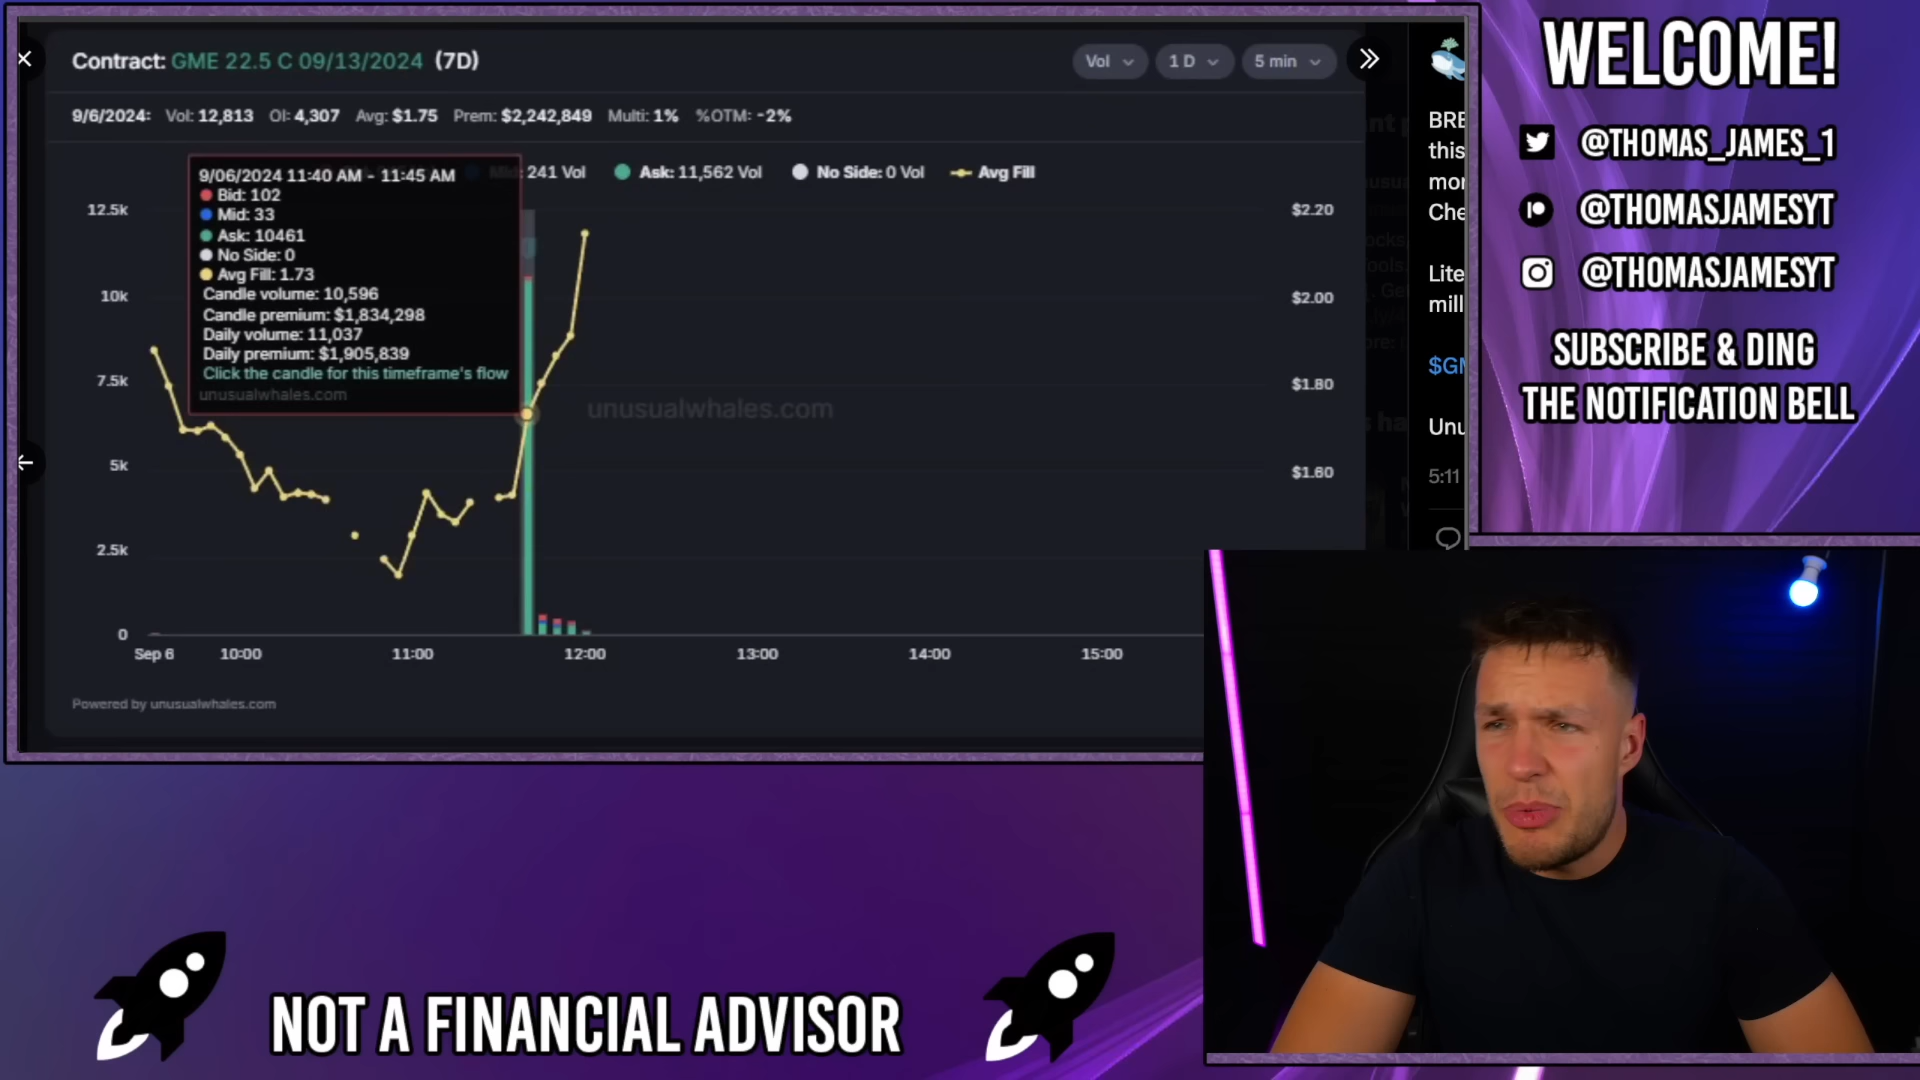 Contract: GME 22.5 C 09/13/2024 (7D)
Vol
1 D
5 min
9/6/2024: Vol: 12,813 OI: 4,307 Avg: $1.75 Prem: $2,242,849 Multi: 1% %OTM: -2%
Mid: 241 Vol Ask: 11,562 Vol No Side: 0 Vol Avg Fill
9/06/2024 11:40 AM - 11:45 AM
Bid: 102
Mid: 33
Ask: 10461
No Side: 0
Avg Fill: 1.73
Candle volume: 10,596
Candle premium: $1,834,298
Daily volume: 11,037
Daily premium: $1,905,839
Click the candle for this timeframe's flow
unusualwhales.com
12.5k
10k
7.5k
5k
2.5k
0
$2.20
$2.00
$1.80
$1.60
unusualwhales.com
Sep 6 10:00 11:00 12:00 13:00 14:00 15:00
Powered by unusualwhales.com
BRE
this
mor
Che
Lite
mill
$GM
Unu
5:11
WELCOME!
@THOMAS_JAMES_1
@THOMASJAMESYT
@THOMASJAMESYT
SUBSCRIBE & DING
THE NOTIFICATION BELL
NOT A FINANCIAL ADVISOR